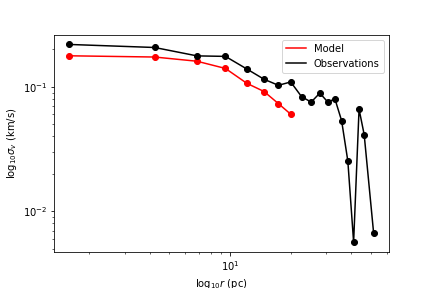 Model
Observations
log₁₀σᵥ (km/s)
10⁻¹
10⁻²
10¹
log₁₀r (pc)